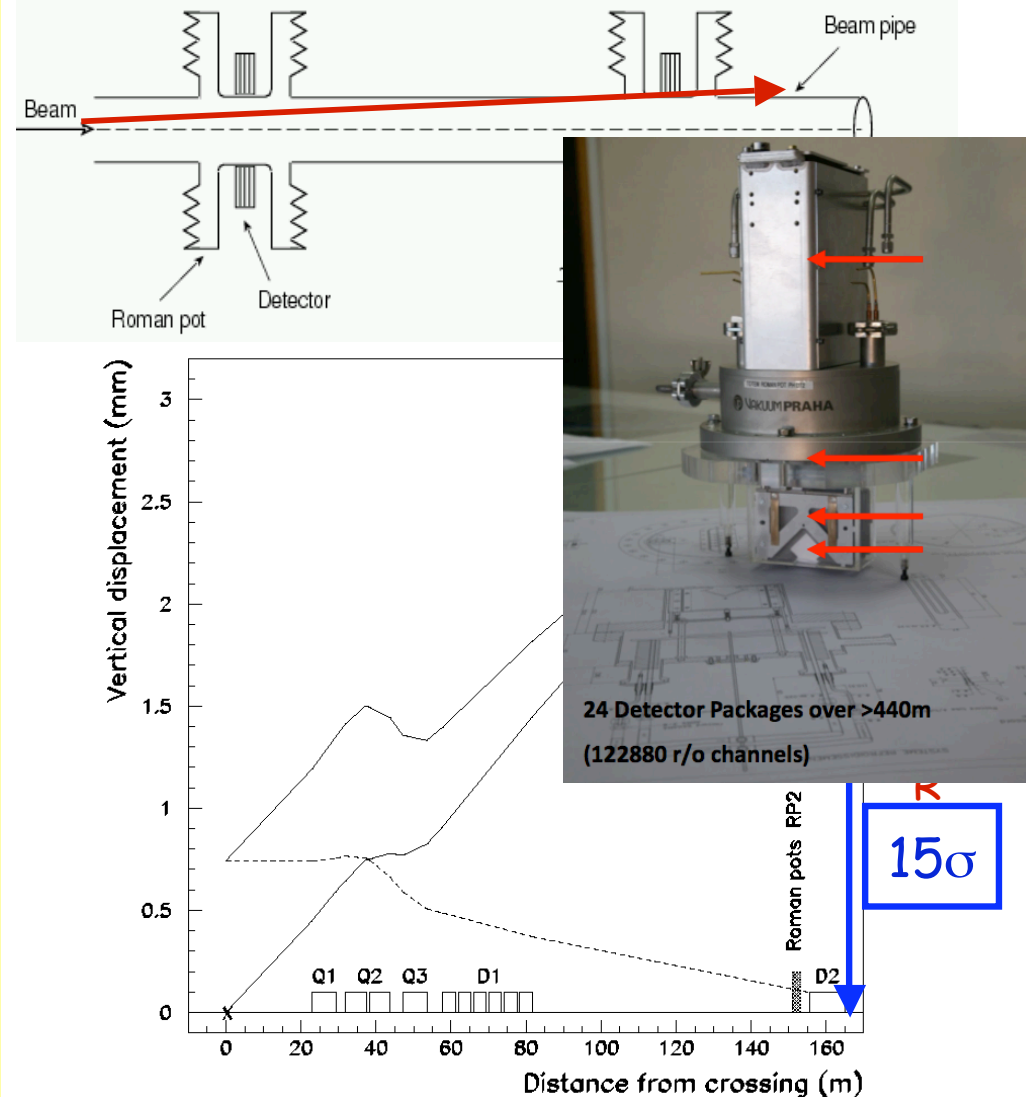 Beam pipe
Beam
Detector
Roman pot
VAKUUM PRAHA
24 Detector Packages over >440m
(122880 r/o channels)
Vertical displacement (mm)
3
2.5
2
1.5
1
0.5
0
Roman pots RP2
15σ
Q1 Q2 Q3 D1 D2
x
0 20 40 60 80 100 120 140 160
Distance from crossing (m)